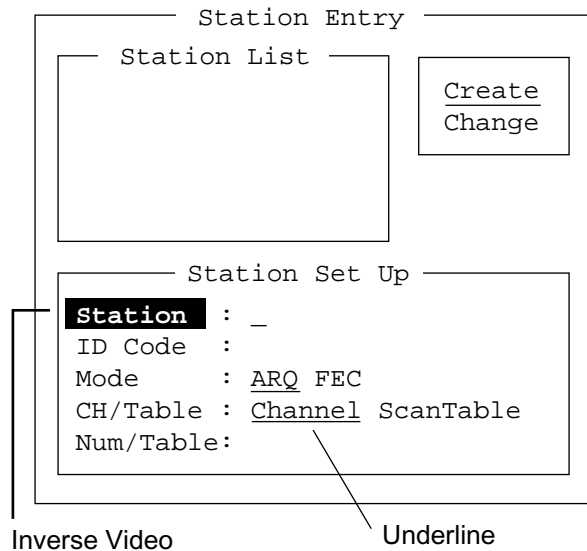 Station Entry
Station List
Create
Change
Station Set Up
Station : _
ID Code :
Mode : ARQ FEC
CH/Table : Channel ScanTable
Num/Table:
Inverse Video
Underline